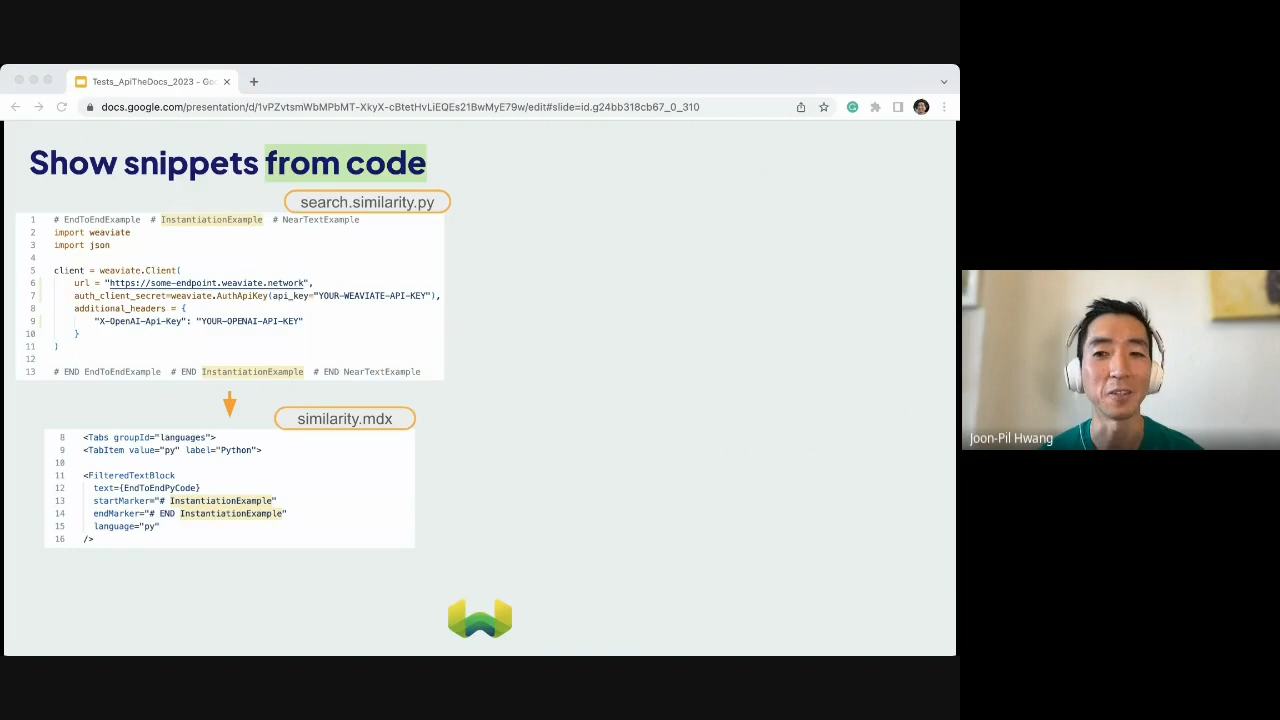 Tests_ApiTheDocs_2023 - Goo
docs.google.com/presentation/d/1vPZvtsmWbMPbMT-XkyX-cBtetHvLiEQEs21BwMyE79w/edit#slide=id.g24bb318cb67_0_310
Show snippets from code
search.similarity.py
1 # EndToEndExample # InstantiationExample # NearTextExample
2 import weaviate
3 import json
4
5 client = weaviate.Client(
6 url = "https://some-endpoint.weaviate.network",
7 auth_client_secret=weaviate.AuthApiKey(api_key="YOUR-WEAVIATE-API-KEY"),
8 additional_headers = {
9 "X-OpenAI-Api-Key": "YOUR-OPENAI-API-KEY"
10 }
11 )
12
13 # END EndToEndExample # END InstantiationExample # END NearTextExample
similarity.mdx
8 <Tabs groupId="languages">
9 <TabItem value="py" label="Python">
10
11 <FilteredTextBlock
12 text={EndToEndPyCode}
13 startMarker="# InstantiationExample"
14 endMarker="# END InstantiationExample"
15 language="py"
16 />
Joon-Pil Hwang